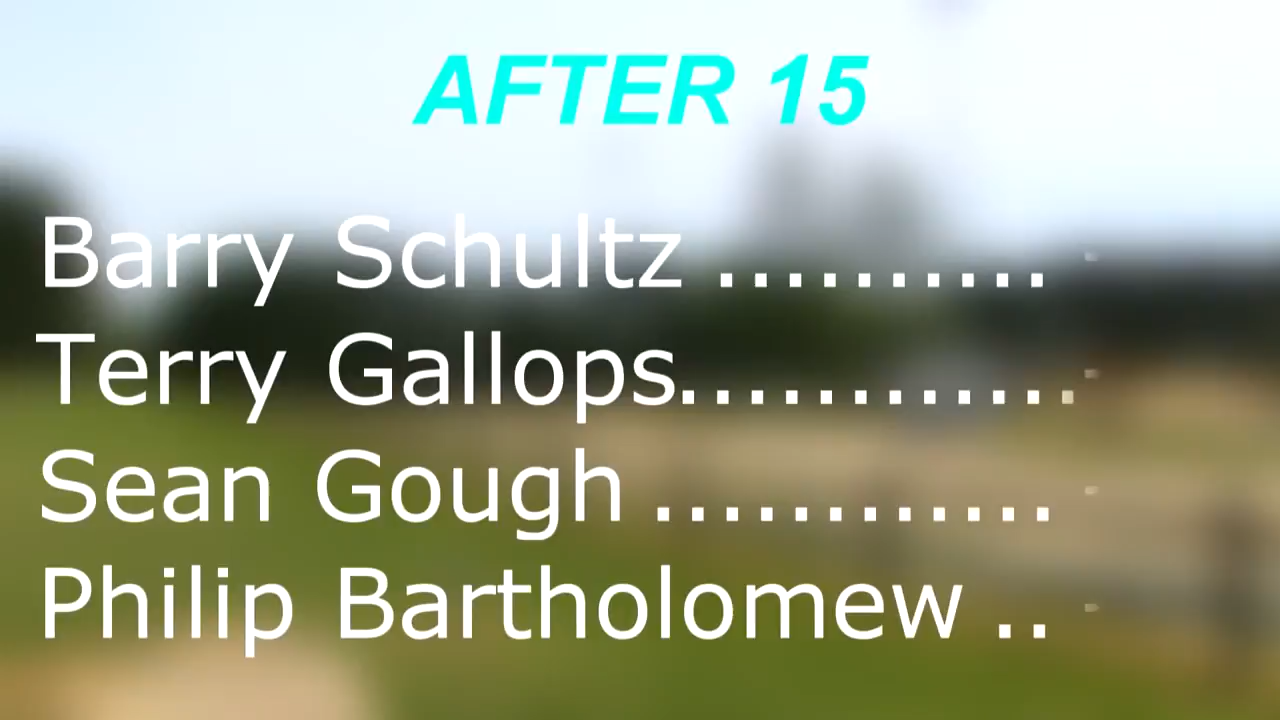 AFTER 15
Barry Schultz ..........
Terry Gallops............
Sean Gough ............
Philip Bartholomew ..